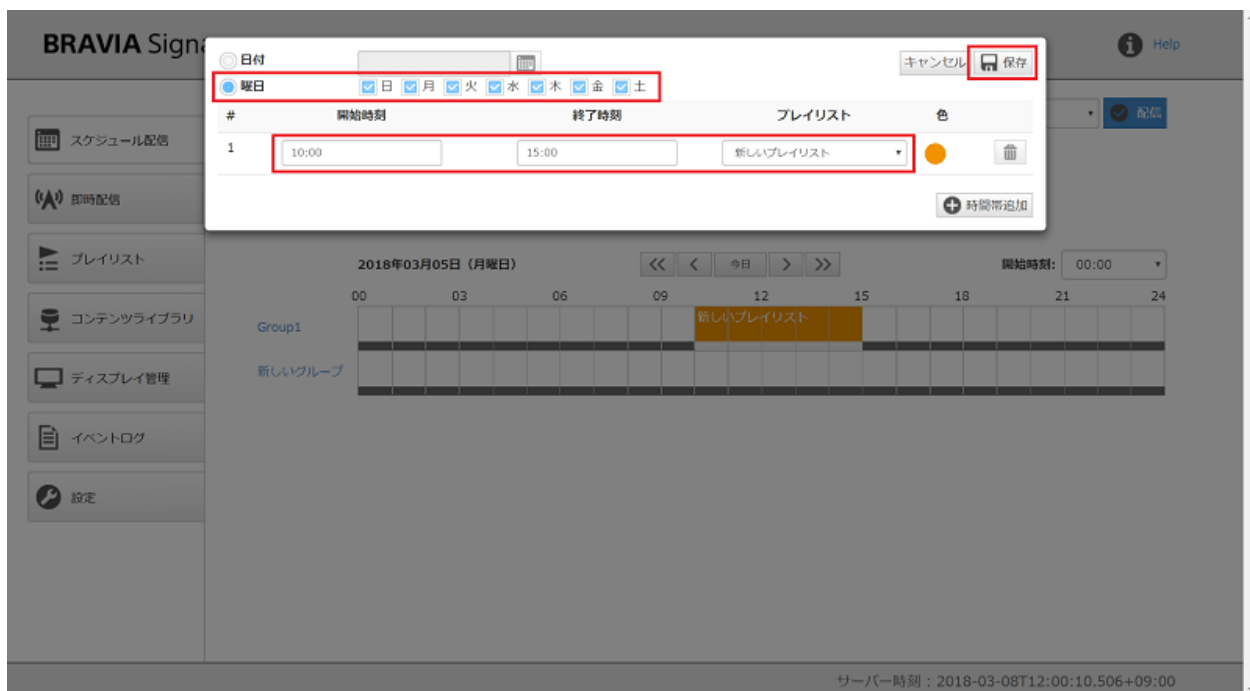 BRAVIA Signa
Help
日付
キャンセル 保存
曜日 日 月 火 水 木 金 土
# 開始時刻 終了時刻 プレイリスト 色
1 10:00 15:00 新しいプレイリスト
時間帯追加
配信
スケジュール配信
即時配信
プレイリスト
コンテンツライブラリ
ディスプレイ管理
イベントログ
設定
2018年03月05日（月曜日） 今日 開始時刻: 00:00
00 03 06 09 12 15 18 21 24
Group1 新しいプレイリスト
新しいグループ
サーバー時刻 : 2018-03-08T12:00:10.506+09:00